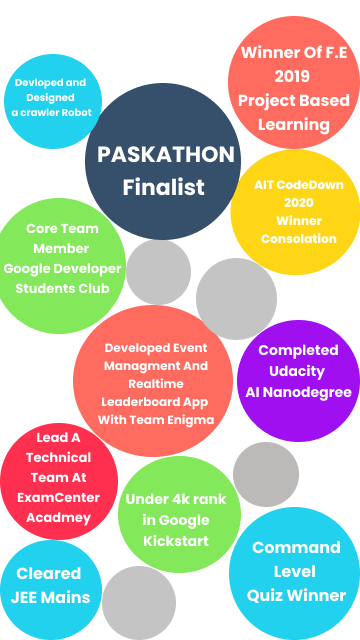 Winner Of F.E
2019
Project Based
Learning
Devloped and
Designed
a crawler Robot
PASKATHON
Finalist
AIT CodeDown
2020
Winner
Consolation
Core Team
Member
Google Developer
Students Club
Developed Event
Managment And
Realtime
Leaderboard App
With Team Enigma
Completed
Udacity
AI Nanodegree
Lead A
Technical
Team At
ExamCenter
Acadmey
Under 4k rank
in Google
Kickstart
Command
Level
Quiz Winner
Cleared
JEE Mains